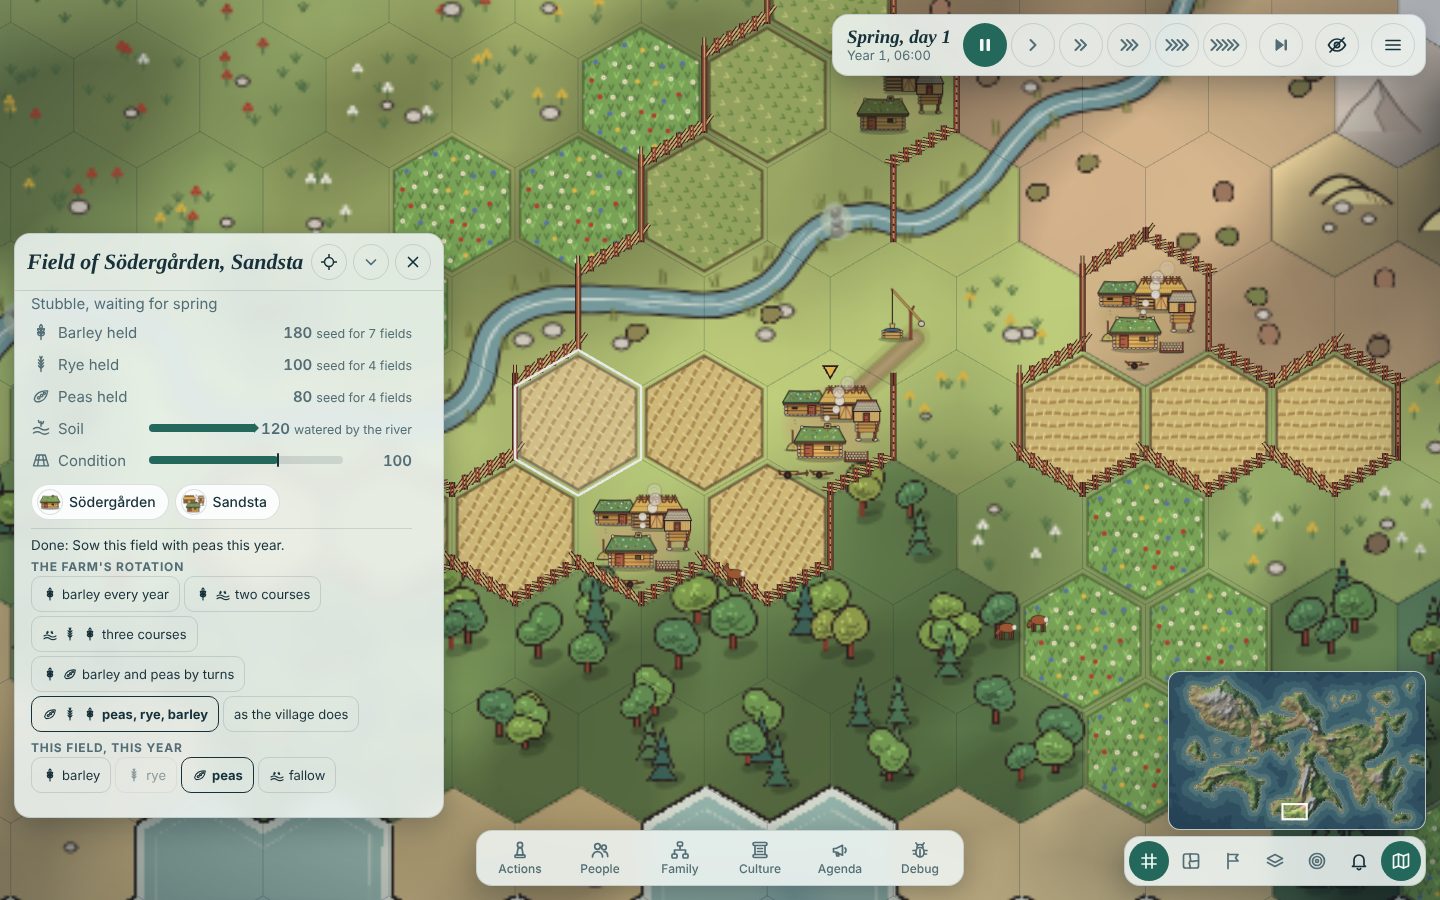 Spring, day 1
Year 1, 06:00
Field of Södergården, Sandsta
Stubble, waiting for spring
Barley held 180 seed for 7 fields
Rye held 100 seed for 4 fields
Peas held 80 seed for 4 fields
Soil 120 watered by the river
Condition 100
Södergården Sandsta
Done: Sow this field with peas this year.
THE FARM'S ROTATION
barley every year two courses
three courses
barley and peas by turns
peas, rye, barley as the village does
THIS FIELD, THIS YEAR
barley rye peas fallow
Actions People Family Culture Agenda Debug